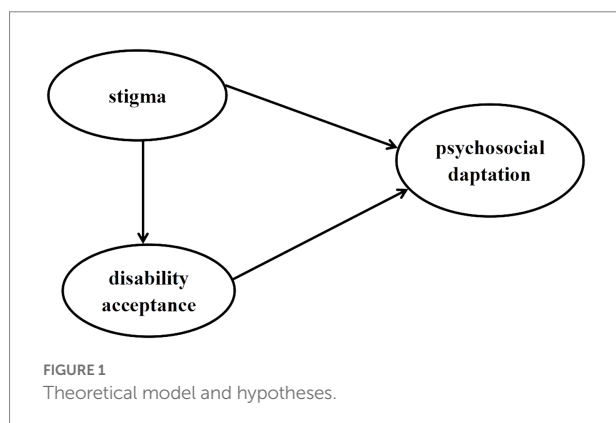 stigma
psychosocial
daptation
disability
acceptance
FIGURE 1
Theoretical model and hypotheses.